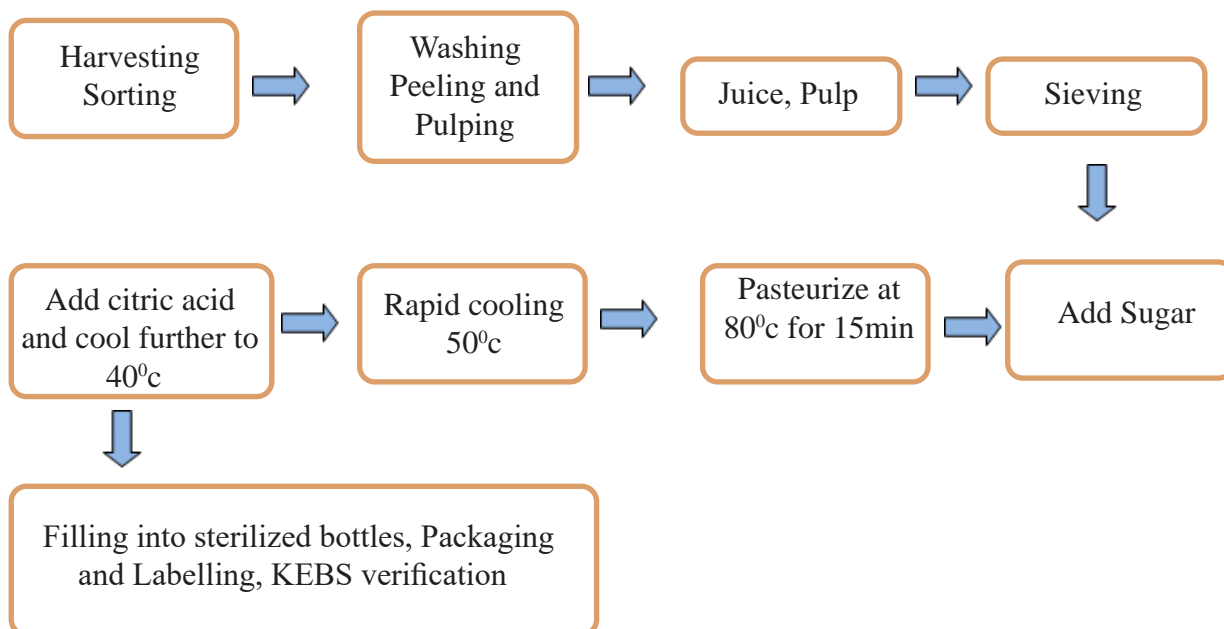 Harvesting
Sorting
Washing
Peeling and
Pulping
Juice, Pulp
Sieving
Add citric acid
and cool further to
40⁰c
Rapid cooling
50⁰c
Pasteurize at
80⁰c for 15min
Add Sugar
Filling into sterilized bottles, Packaging
and Labelling, KEBS verification